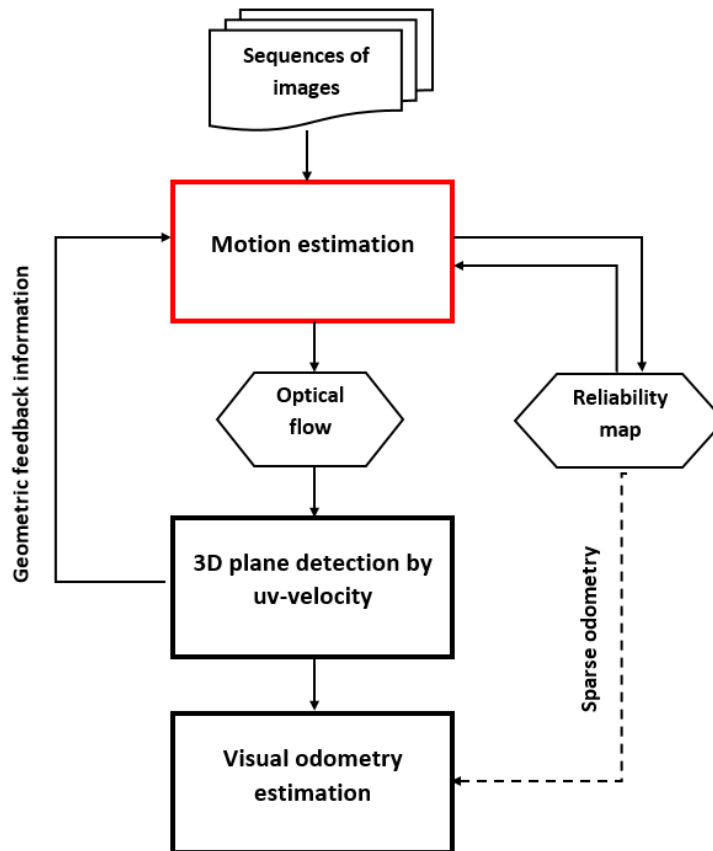 Sequences of
images
Motion estimation
Geometric feedback information
Optical
flow
Reliability
map
3D plane detection by
uv-velocity
Sparse odometry
Visual odometry
estimation